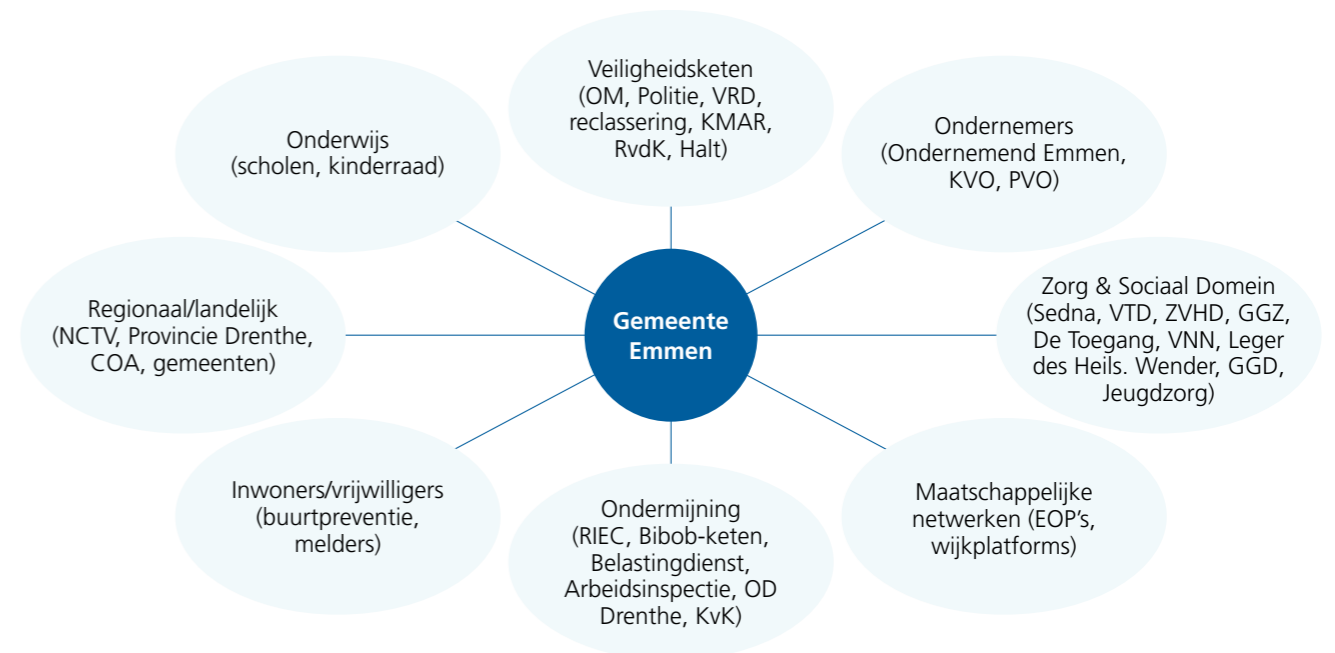 Veiligheidsketen
(OM, Politie, VRD,
reclassering, KMAR,
RvdK, Halt)
Onderwijs
(scholen, kinderraad)
Ondernemers
(Ondernemend Emmen,
KVO, PVO)
Regionaal/landelijk
(NCTV, Provincie Drenthe,
COA, gemeenten)
Gemeente
Emmen
Zorg & Sociaal Domein
(Sedna, VTD, ZVHD, GGZ,
De Toegang, VNN, Leger
des Heils. Wender, GGD,
Jeugdzorg)
Inwoners/vrijwilligers
(buurtpreventie,
melders)
Ondermijning
(RIEC, Bibob-keten,
Belastingdienst,
Arbeidsinspectie, OD
Drenthe, KvK)
Maatschappelijke
netwerken (EOP's,
wijkplatforms)